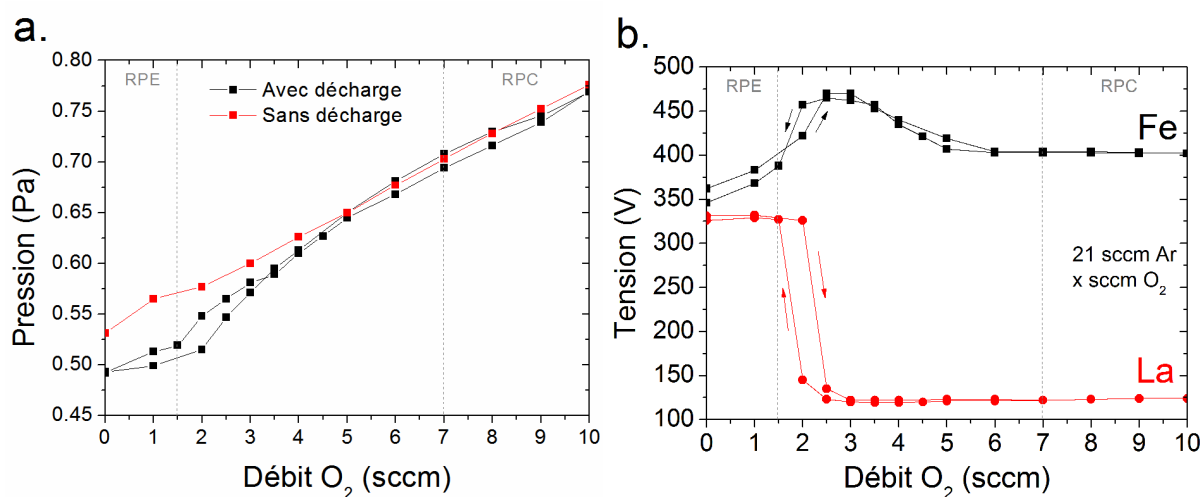 a.
RPE
RPC
Avec décharge
Sans décharge
0.80
0.75
0.70
0.65
0.60
0.55
0.50
0.45
Pression (Pa)
0 1 2 3 4 5 6 7 8 9 10
Débit O2 (sccm)
b.
RPE
RPC
500
450
400
350
300
250
200
150
100
Tension (V)
Fe
21 sccm Ar
x sccm O2
La
0 1 2 3 4 5 6 7 8 9 10
Débit O2 (sccm)